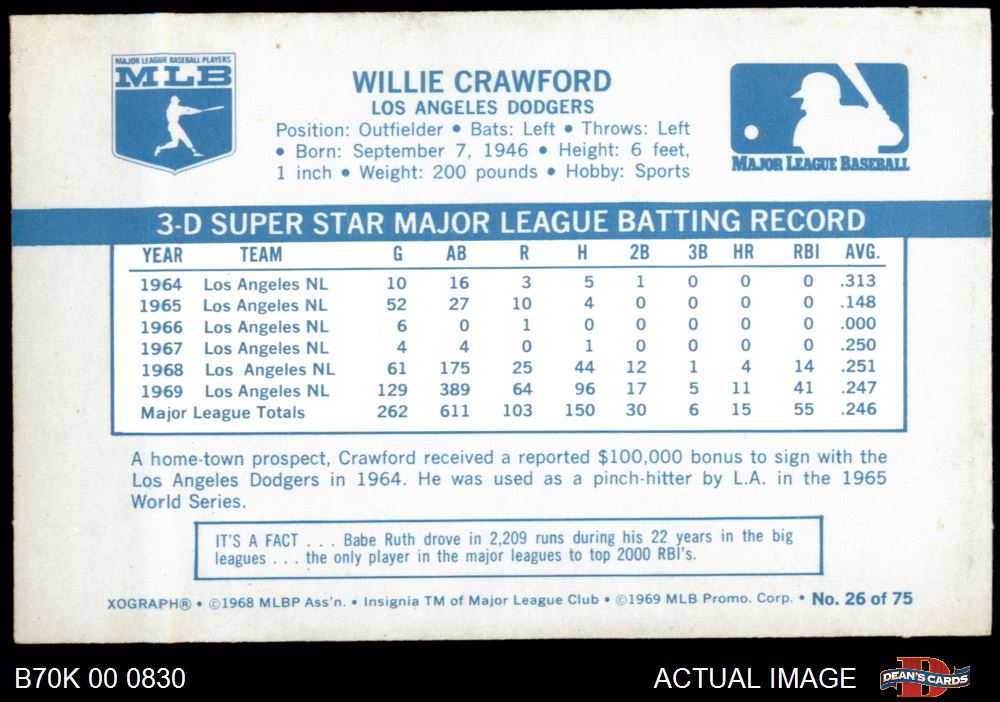 MAJOR LEAGUE BASEBALL PLAYERS
MLB
WILLIE CRAWFORD
LOS ANGELES DODGERS
Position: Outfielder • Bats: Left • Throws: Left
• Born: September 7, 1946 • Height: 6 feet,
1 inch • Weight: 200 pounds • Hobby: Sports
MAJOR LEAGUE BASEBALL
3-D SUPER STAR MAJOR LEAGUE BATTING RECORD
YEAR TEAM G AB R H 2B 3B HR RBI AVG.
1964 Los Angeles NL 10 16 3 5 1 0 0 0 .313
1965 Los Angeles NL 52 27 10 4 0 0 0 0 .148
1966 Los Angeles NL 6 0 1 0 0 0 0 0 .000
1967 Los Angeles NL 4 4 0 1 0 0 0 0 .250
1968 Los Angeles NL 61 175 25 44 12 1 4 14 .251
1969 Los Angeles NL 129 389 64 96 17 5 11 41 .247
Major League Totals 262 611 103 150 30 6 15 55 .246
A home-town prospect, Crawford received a reported $100,000 bonus to sign with the
Los Angeles Dodgers in 1964. He was used as a pinch-hitter by L.A. in the 1965
World Series.
IT'S A FACT . . . Babe Ruth drove in 2,209 runs during his 22 years in the big
leagues . . . the only player in the major leagues to top 2000 RBI's.
XOGRAPH® • ©1968 MLBP Ass'n. • Insignia TM of Major League Club • ©1969 MLB Promo. Corp. • No. 26 of 75
B70K 00 0830
ACTUAL IMAGE
DEAN'S CARDS